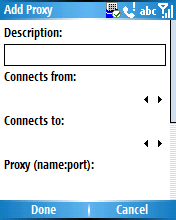 Add Proxy
abc
Description:
Connects from:
Connects to:
Proxy (name:port):
Done
Cancel